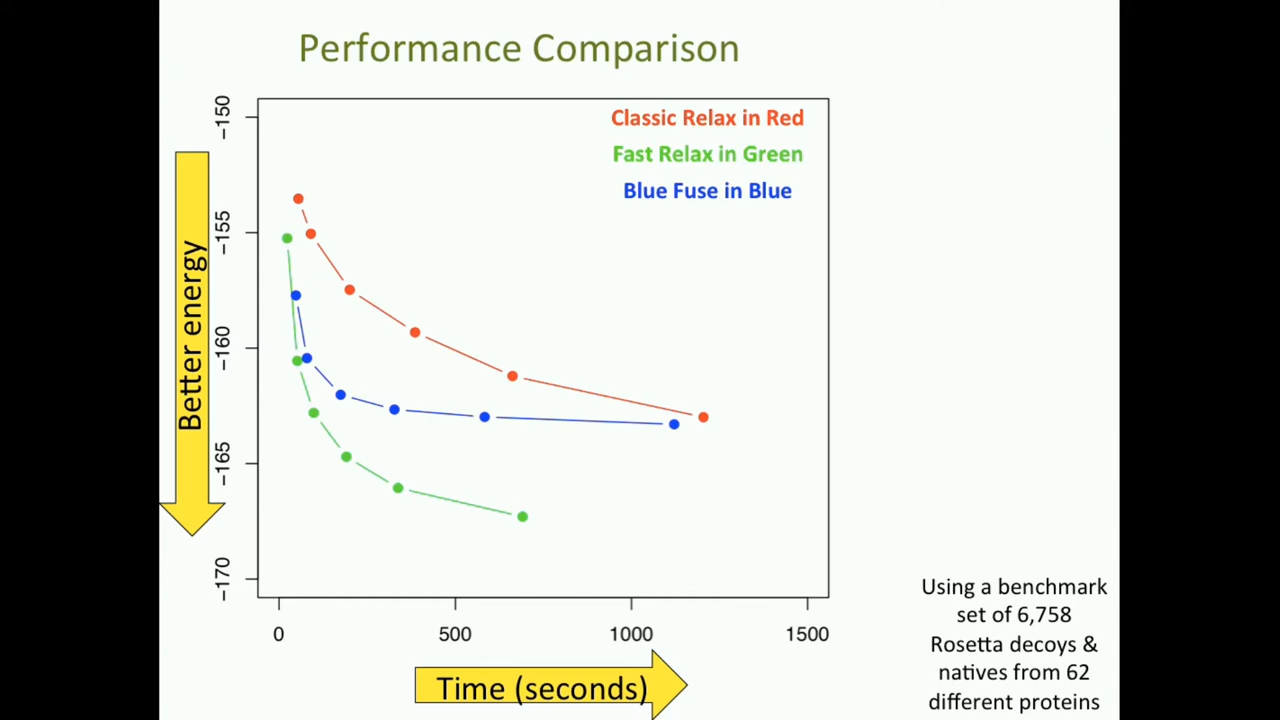 Performance Comparison
Classic Relax in Red
Fast Relax in Green
Blue Fuse in Blue
Better energy
-150
-155
-160
-165
-170
0 500 1000 1500
Time (seconds)
Using a benchmark
set of 6,758
Rosetta decoys &
natives from 62
different proteins